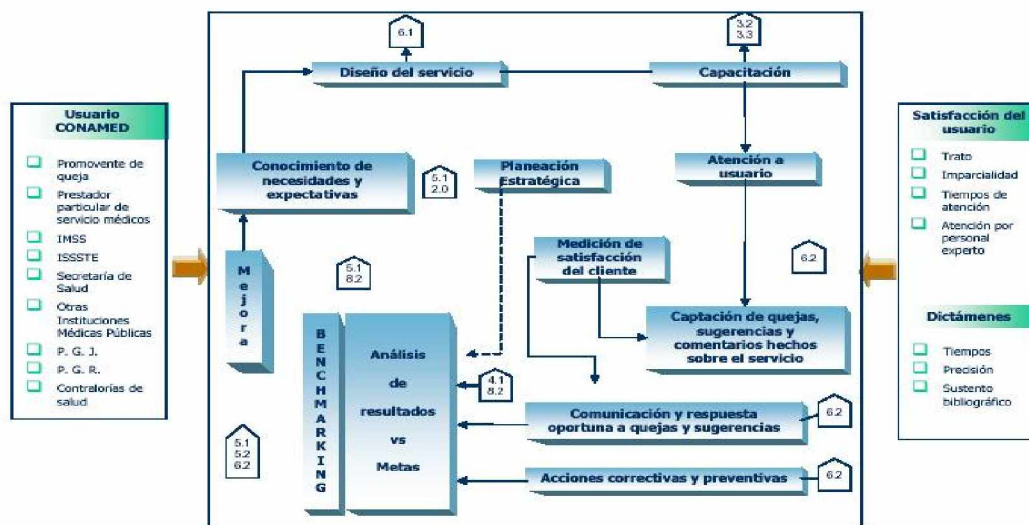 Usuario
CONAMED
Promovente de
queja
Prestador
particular de
servicio médicos
IMSS
ISSSTE
Secretaría de
Salud
Otras
Instituciones
Médicas Públicas
P. G. J.
P. G. R.
Contralorías de
salud
6.1
3.2
3.3
Diseño del servicio
Capacitación
Conocimiento de
necesidades y
expectativas
5.1
2.0
Planeación
Estratégica
Atención a
usuario
Mejora
5.1
8.2
Medición de
satisfacción
del cliente
6.2
BENCHMARKING
Análisis
de
resultados
vs
Metas
Captación de quejas,
sugerencias y
comentarios hechos
sobre el servicio
4.1
8.2
Comunicación y respuesta
oportuna a quejas y sugerencias
6.2
5.1
5.2
6.2
Acciones correctivas y preventivas
6.2
Satisfacción del
usuario
Trato
Imparcialidad
Tiempos de
atención
Atención por
personal
experto
Dictámenes
Tiempos
Precisión
Sustento
bibliográfico